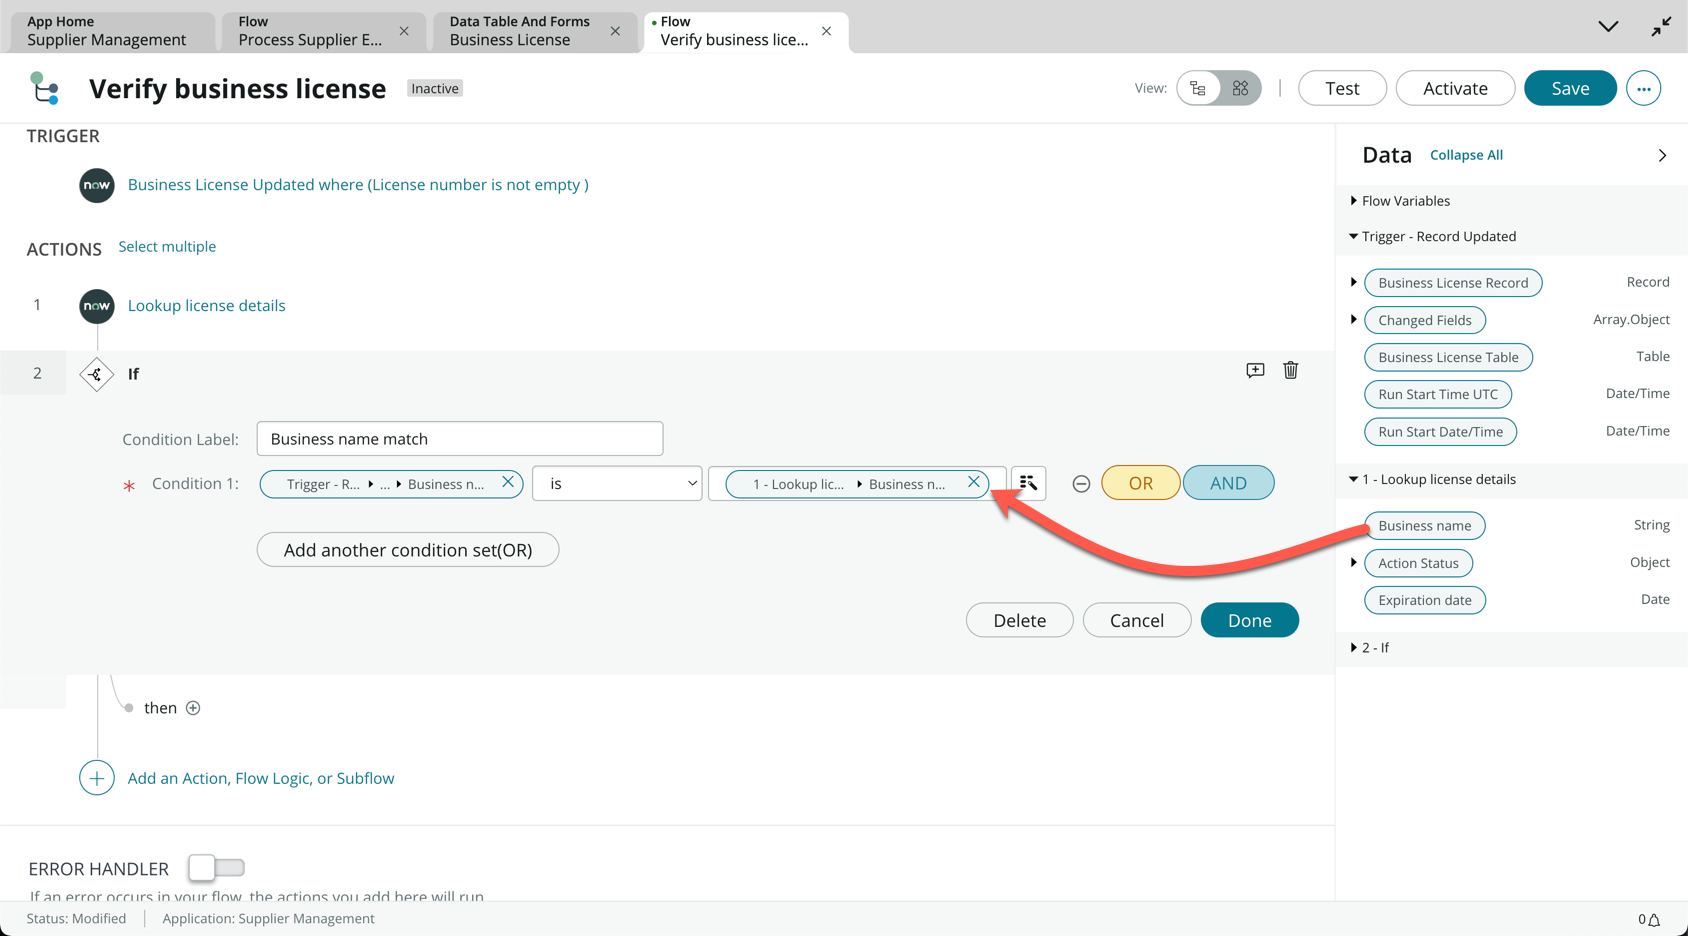 App Home
Supplier Management
Flow
Process Supplier E...
Data Table And Forms
Business License
Flow
Verify business lice...
Verify business license
Inactive
View:
Test
Activate
Save
TRIGGER
now
Business License Updated where (License number is not empty )
ACTIONS
Select multiple
1
now
Lookup license details
2
If
Condition Label:
Business name match
* Condition 1:
Trigger - R... ▸ ... ▸ Business n...
is
1 - Lookup lic... ▸ Business n...
OR
AND
Add another condition set(OR)
Delete
Cancel
Done
then
Add an Action, Flow Logic, or Subflow
ERROR HANDLER
If an error occurs in your flow, the actions you add here will run.
Status: Modified
Application: Supplier Management
Data
Collapse All
Flow Variables
Trigger - Record Updated
Business License Record
Record
Changed Fields
Array.Object
Business License Table
Table
Run Start Time UTC
Date/Time
Run Start Date/Time
Date/Time
1 - Lookup license details
Business name
String
Action Status
Object
Expiration date
Date
2 - If
0